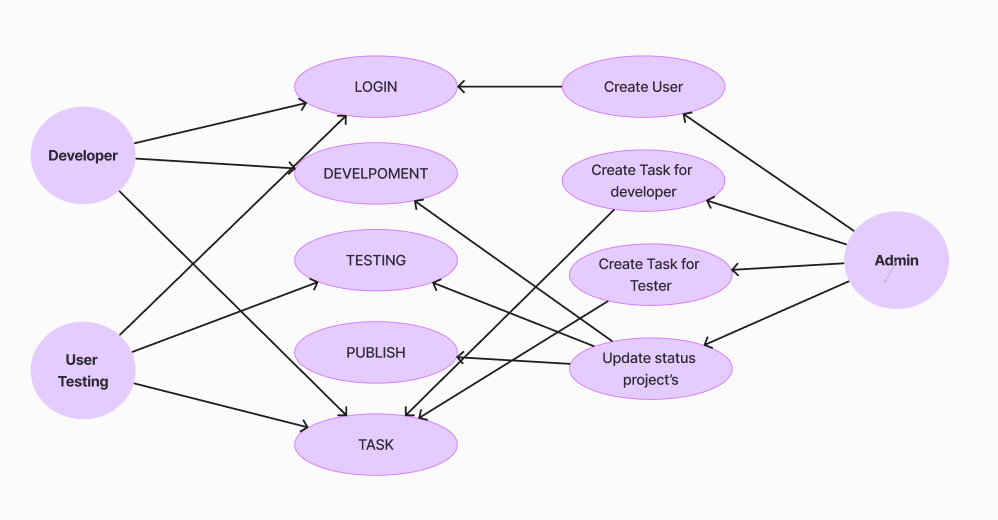 LOGIN
Create User
Developer
DEVELPOMENT
Create Task for
developer
TESTING
Create Task for
Tester
Admin
User
Testing
PUBLISH
Update status
project's
TASK